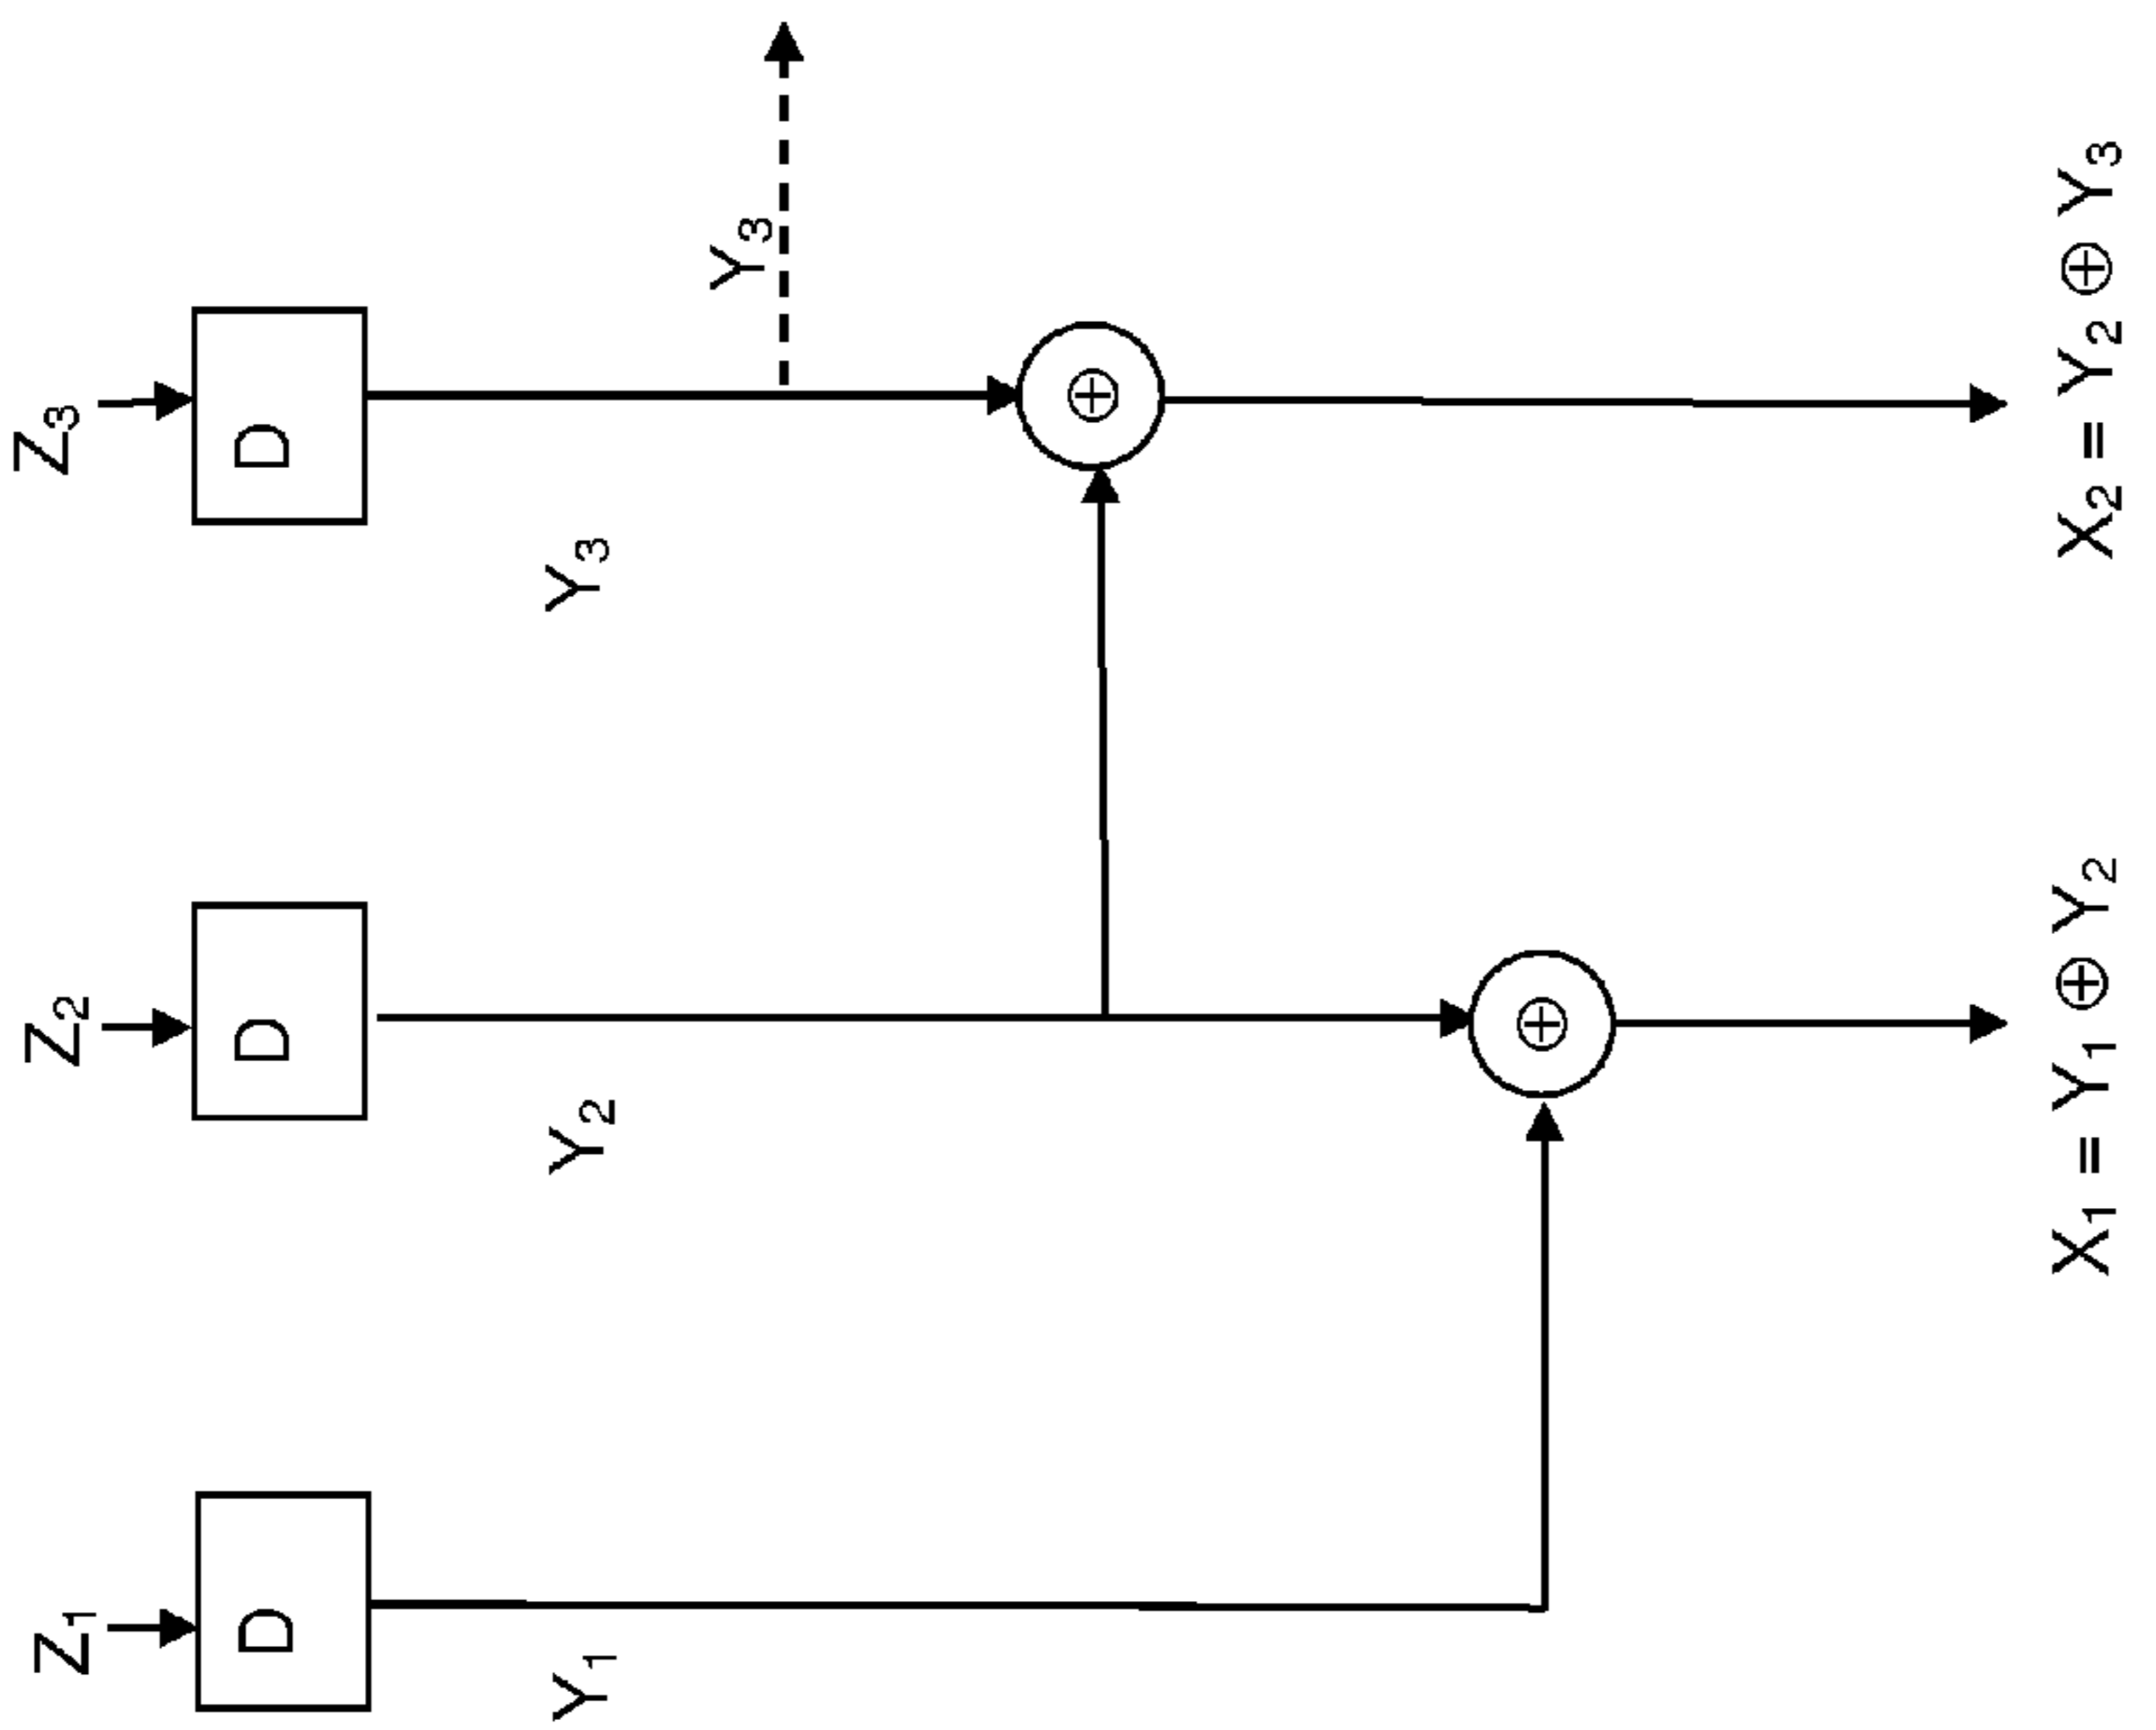 Z₁
D
Y₁
Z₂
D
Y₂
Z₃
D
Y₃
Y₃
⊕
⊕
X₁ = Y₁ ⊕ Y₂
X₂ = Y₂ ⊕ Y₃